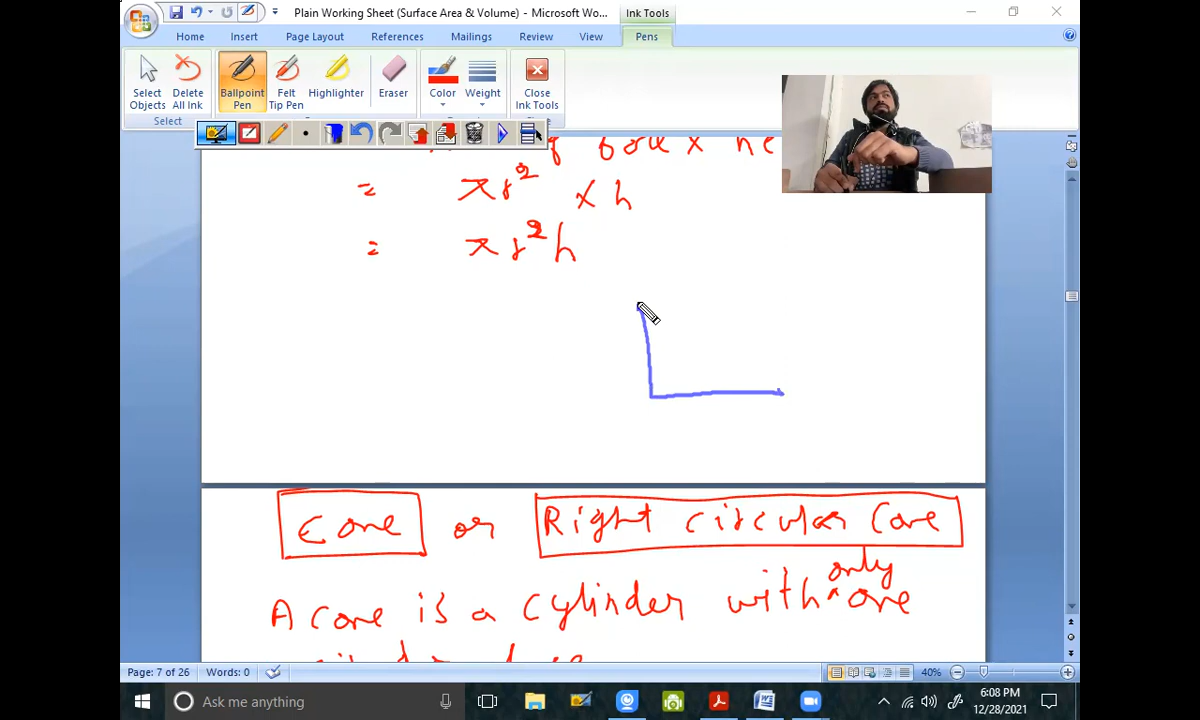 Plain Working Sheet (Surface Area & Volume) - Microsoft Wo...
Ink Tools
Home Insert Page Layout References Mailings Review View Pens
Select Objects
Delete All Ink
Ballpoint Pen
Felt Tip Pen
Highlighter
Eraser
Color
Weight
Close Ink Tools
Select
of base x he
= πr² × h
= πr²h
Cone or Right circular Cone
only
A cone is a cylinder with ^ one
Page: 7 of 26 Words: 0 40%
Ask me anything
6:08 PM
12/28/2021